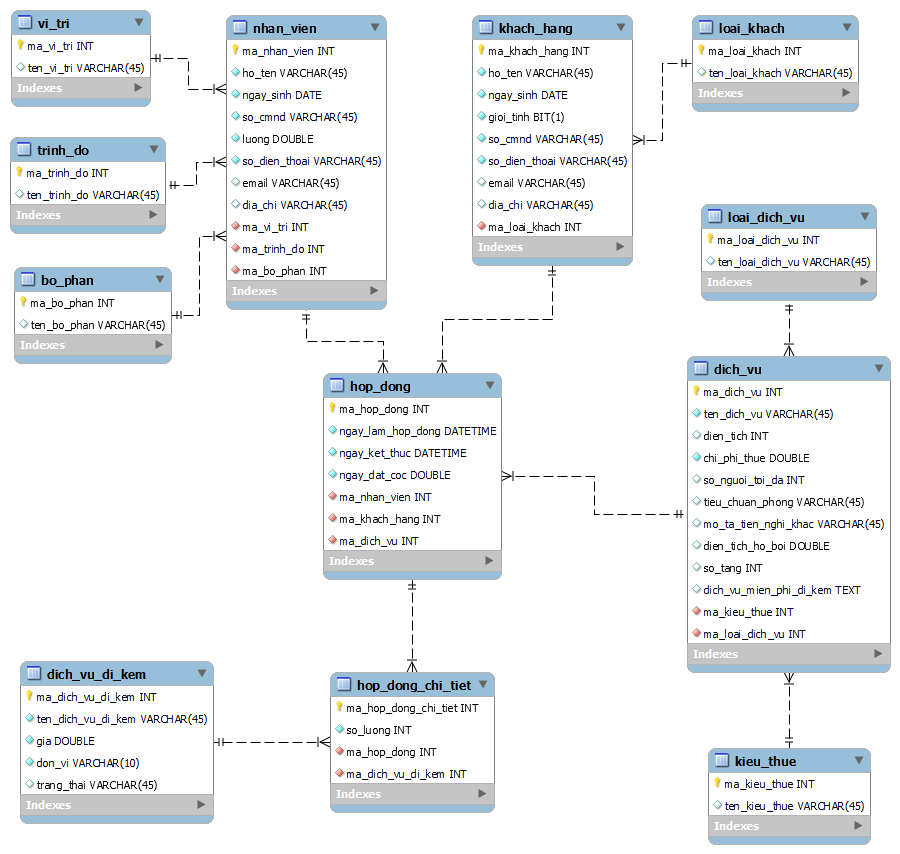 vi_tri
ma_vi_tri INT
ten_vi_tri VARCHAR(45)
Indexes
nhan_vien
ma_nhan_vien INT
ho_ten VARCHAR(45)
ngay_sinh DATE
so_cmnd VARCHAR(45)
luong DOUBLE
so_dien_thoai VARCHAR(45)
email VARCHAR(45)
dia_chi VARCHAR(45)
ma_vi_tri INT
ma_trinh_do INT
ma_bo_phan INT
Indexes
khach_hang
ma_khach_hang INT
ho_ten VARCHAR(45)
ngay_sinh DATE
gioi_tinh BIT(1)
so_cmnd VARCHAR(45)
so_dien_thoai VARCHAR(45)
email VARCHAR(45)
dia_chi VARCHAR(45)
ma_loai_khach INT
Indexes
loai_khach
ma_loai_khach INT
ten_loai_khach VARCHAR(45)
Indexes
trinh_do
ma_trinh_do INT
ten_trinh_do VARCHAR(45)
Indexes
bo_phan
ma_bo_phan INT
ten_bo_phan VARCHAR(45)
Indexes
loai_dich_vu
ma_loai_dich_vu INT
ten_loai_dich_vu VARCHAR(45)
Indexes
hop_dong
ma_hop_dong INT
ngay_lam_hop_dong DATETIME
ngay_ket_thuc DATETIME
ngay_dat_coc DOUBLE
ma_nhan_vien INT
ma_khach_hang INT
ma_dich_vu INT
Indexes
dich_vu
ma_dich_vu INT
ten_dich_vu VARCHAR(45)
dien_tich INT
chi_phi_thue DOUBLE
so_nguoi_toi_da INT
tieu_chuan_phong VARCHAR(45)
mo_ta_tien_nghi_khac VARCHAR(45)
dien_tich_ho_boi DOUBLE
so_tang INT
dich_vu_mien_phi_di_kem TEXT
ma_kieu_thue INT
ma_loai_dich_vu INT
Indexes
dich_vu_di_kem
ma_dich_vu_di_kem INT
ten_dich_vu_di_kem VARCHAR(45)
gia DOUBLE
don_vi VARCHAR(10)
trang_thai VARCHAR(45)
Indexes
hop_dong_chi_tiet
ma_hop_dong_chi_tiet INT
so_luong INT
ma_hop_dong INT
ma_dich_vu_di_kem INT
Indexes
kieu_thue
ma_kieu_thue INT
ten_kieu_thue VARCHAR(45)
Indexes